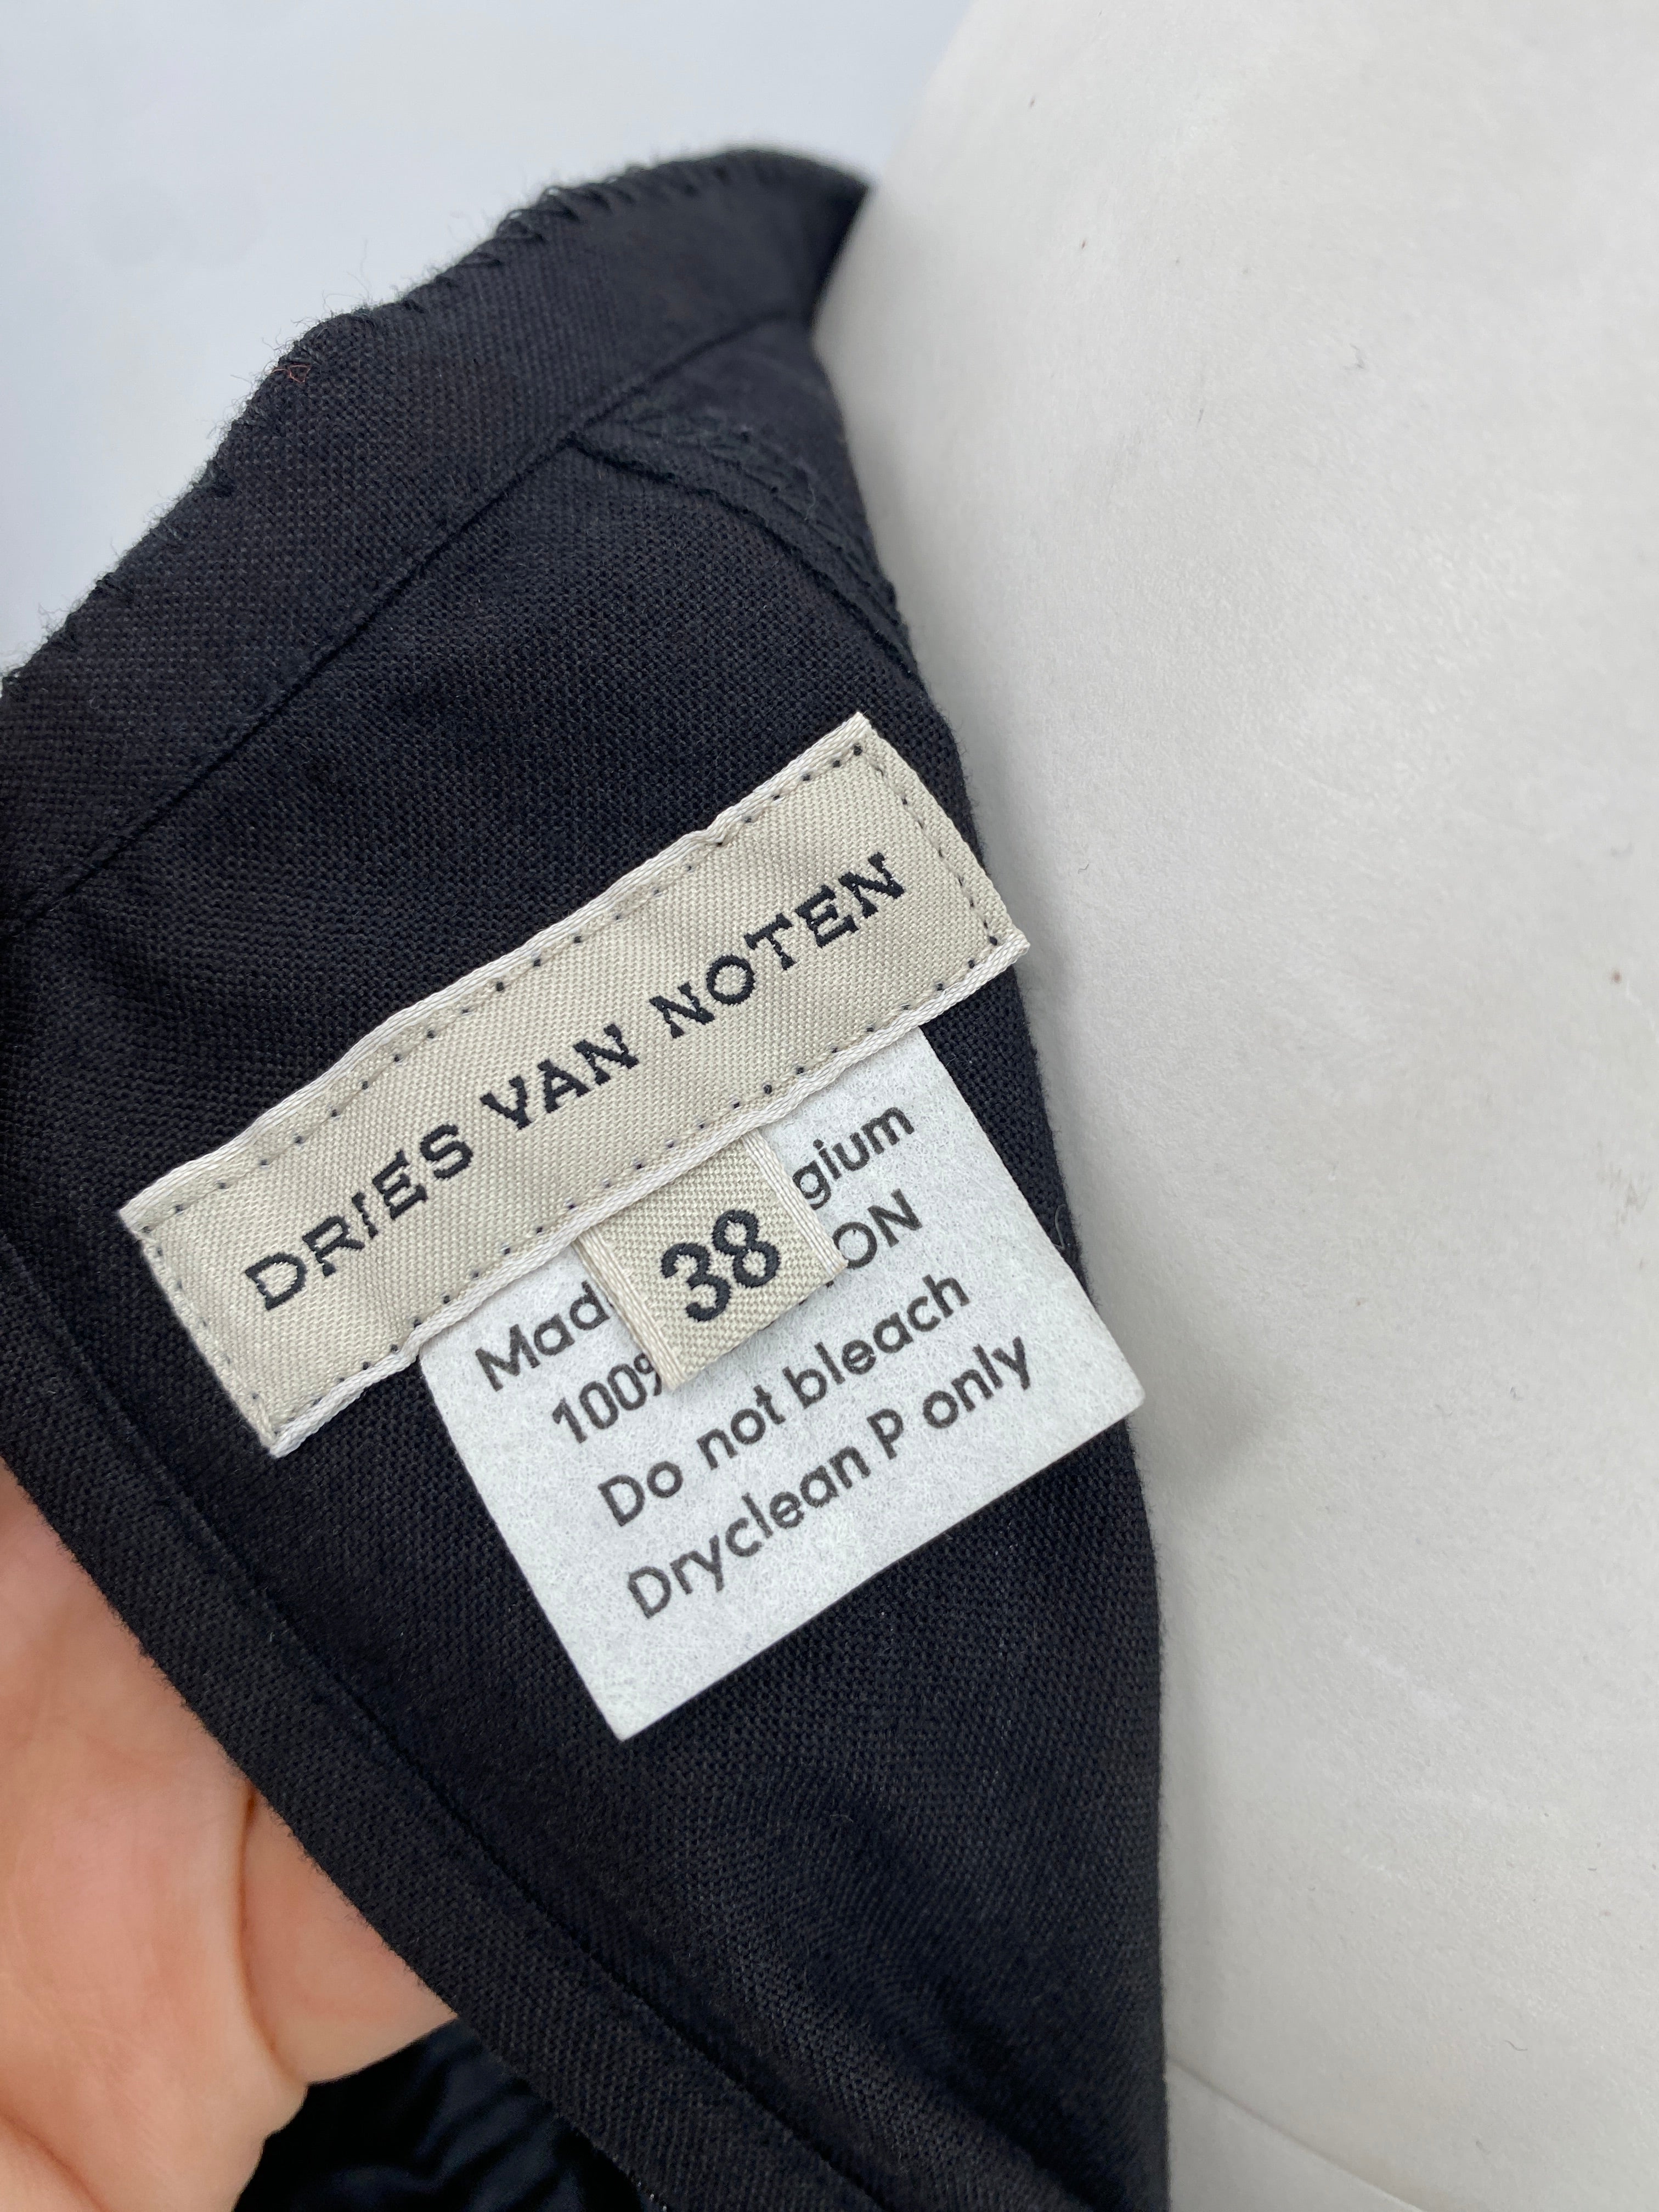 DRIES VAN NOTEN
38
Mad gium
100% ON
Do not bleach
Dryclean P only